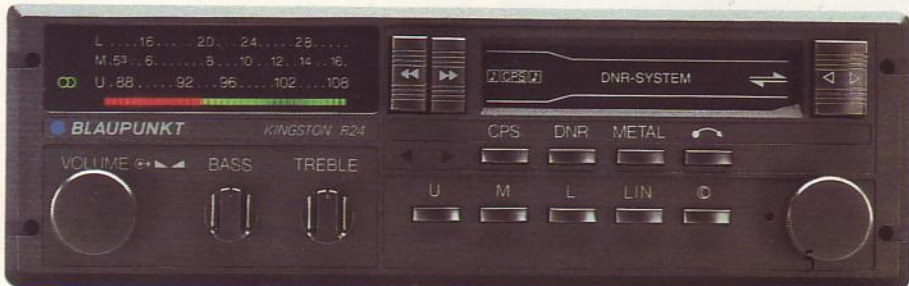 L....16.....20....24.....28.....
M.5³..6........8...10..12..14...16.
U.88......92....96......102......108
♪ CPS ♪
DNR-SYSTEM
BLAUPUNKT
KINGSTON R24
CPS DNR METAL
VOLUME BASS TREBLE
U M L LIN ©
5